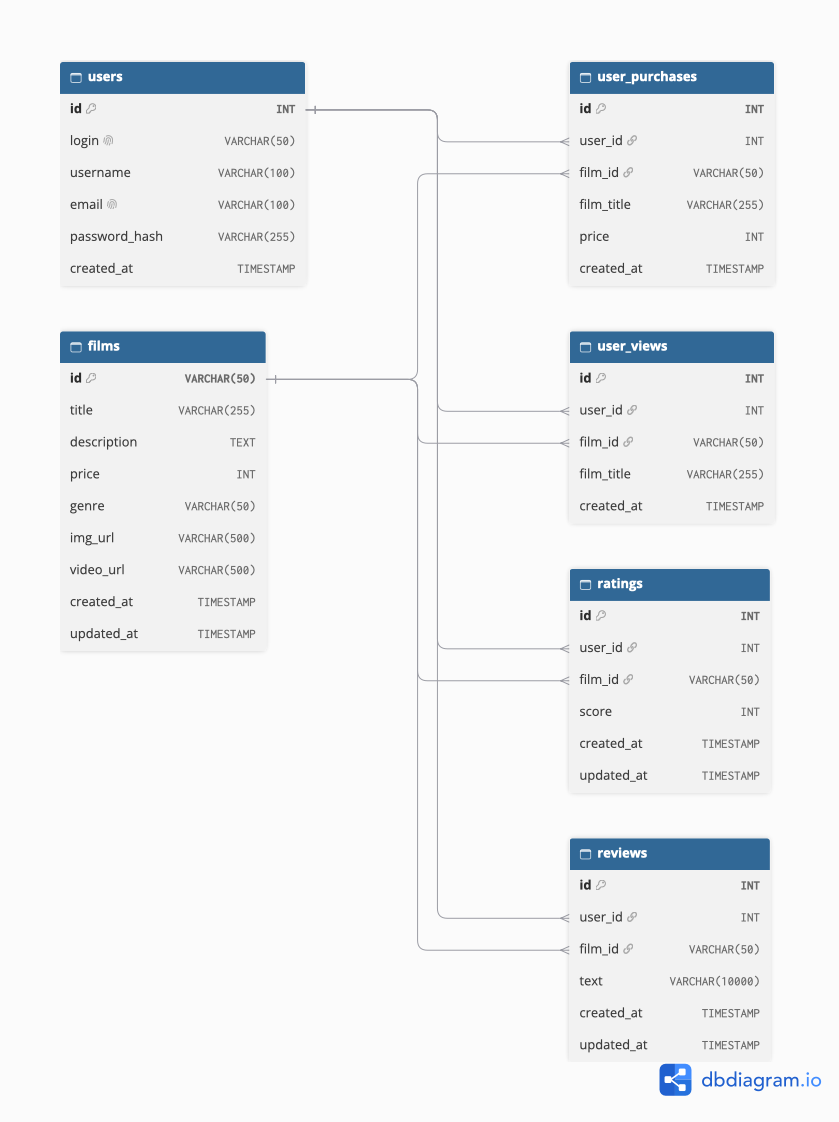 users
id INT
login VARCHAR(50)
username VARCHAR(100)
email VARCHAR(100)
password_hash VARCHAR(255)
created_at TIMESTAMP
films
id VARCHAR(50)
title VARCHAR(255)
description TEXT
price INT
genre VARCHAR(50)
img_url VARCHAR(500)
video_url VARCHAR(500)
created_at TIMESTAMP
updated_at TIMESTAMP
user_purchases
id INT
user_id INT
film_id VARCHAR(50)
film_title VARCHAR(255)
price INT
created_at TIMESTAMP
user_views
id INT
user_id INT
film_id VARCHAR(50)
film_title VARCHAR(255)
created_at TIMESTAMP
ratings
id INT
user_id INT
film_id VARCHAR(50)
score INT
created_at TIMESTAMP
updated_at TIMESTAMP
reviews
id INT
user_id INT
film_id VARCHAR(50)
text VARCHAR(10000)
created_at TIMESTAMP
updated_at TIMESTAMP
dbdiagram.io